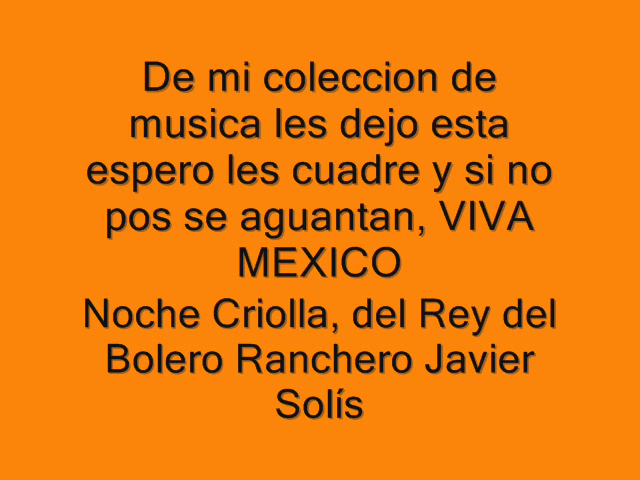 De mi coleccion de
musica les dejo esta
espero les cuadre y si no
pos se aguantan, VIVA
MEXICO
Noche Criolla, del Rey del
Bolero Ranchero Javier
Solís